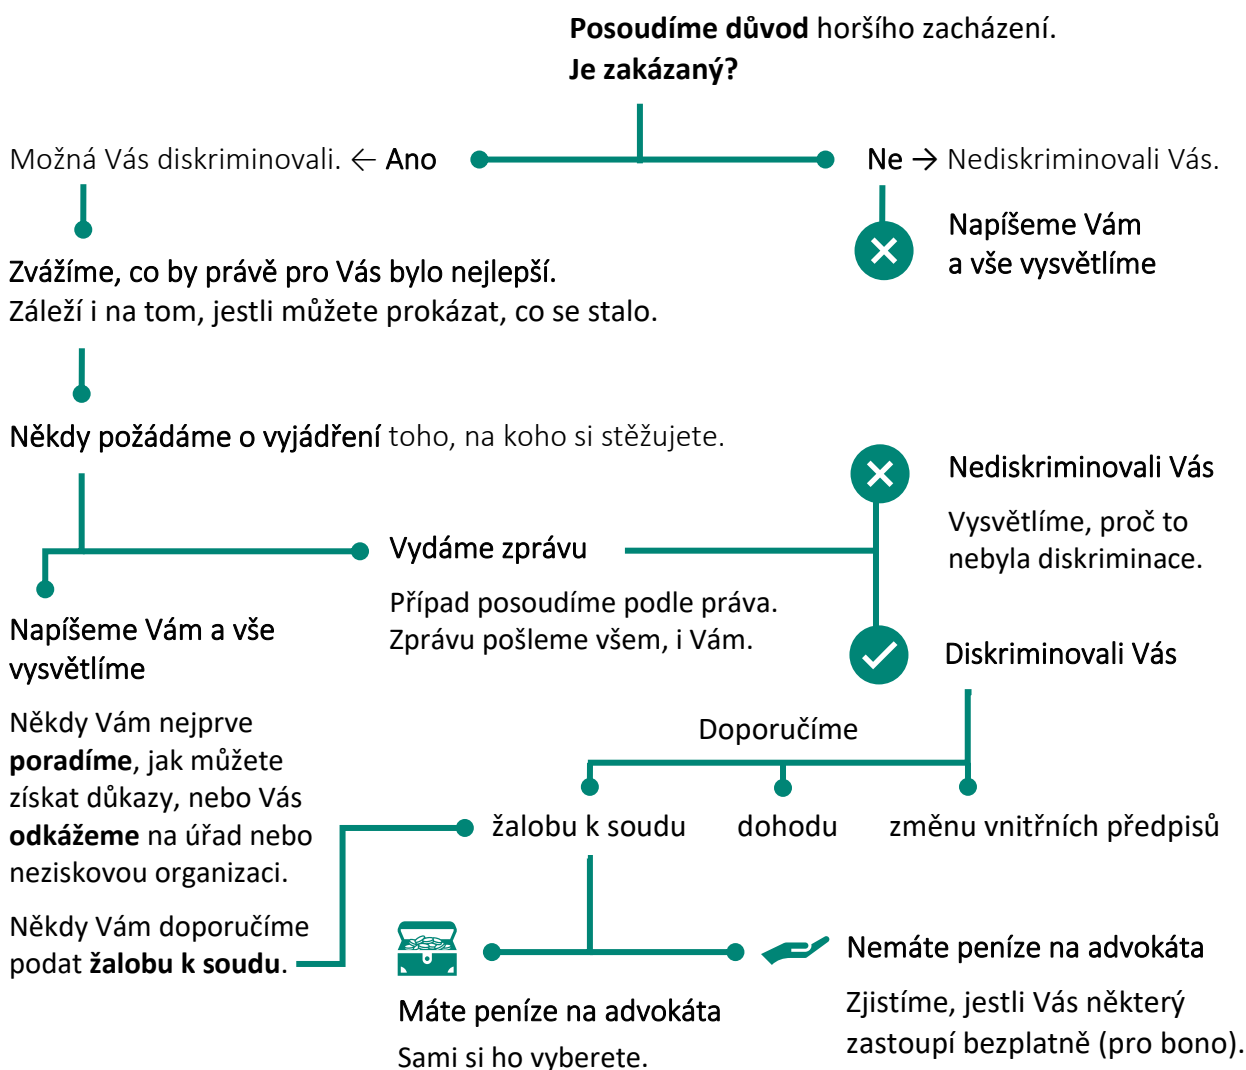 Posoudíme důvod horšího zacházení.
Je zakázaný?
Možná Vás diskriminovali. ← Ano
Ne → Nediskriminovali Vás.
Napíšeme Vám
a vše vysvětlíme
Zvážíme, co by právě pro Vás bylo nejlepší.
Záleží i na tom, jestli můžete prokázat, co se stalo.
Někdy požádáme o vyjádření toho, na koho si stěžujete.
Nediskriminovali Vás
Vysvětlíme, proč to
nebyla diskriminace.
Vydáme zprávu
Případ posoudíme podle práva.
Zprávu pošleme všem, i Vám.
Diskriminovali Vás
Napíšeme Vám a vše
vysvětlíme
Někdy Vám nejprve
poradíme, jak můžete
získat důkazy, nebo Vás
odkážeme na úřad nebo
neziskovou organizaci.
Někdy Vám doporučíme
podat žalobu k soudu.
Doporučíme
žalobu k soudu
dohodu
změnu vnitřních předpisů
Máte peníze na advokáta
Sami si ho vyberete.
Nemáte peníze na advokáta
Zjistíme, jestli Vás některý
zastoupí bezplatně (pro bono).